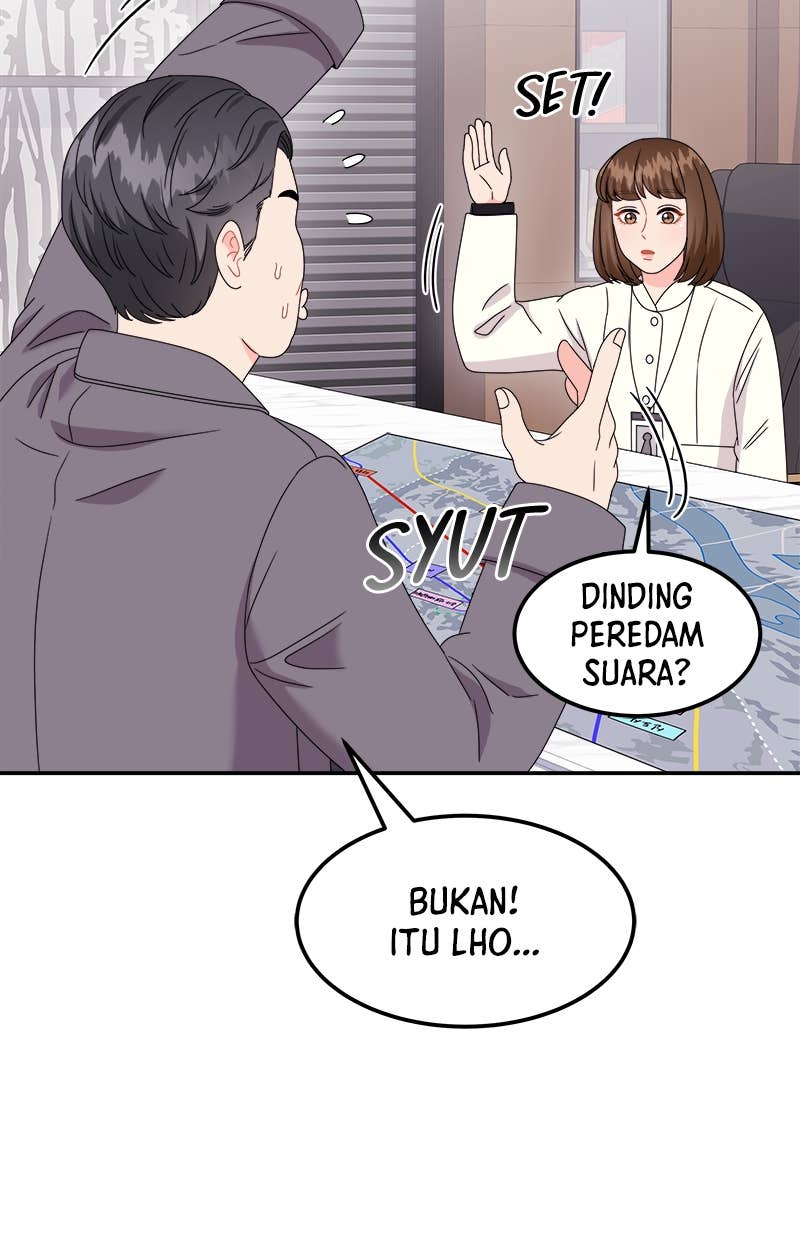 SET!
SYUT
DINDING
PEREDAM
SUARA?
BUKAN!
ITU LHO...